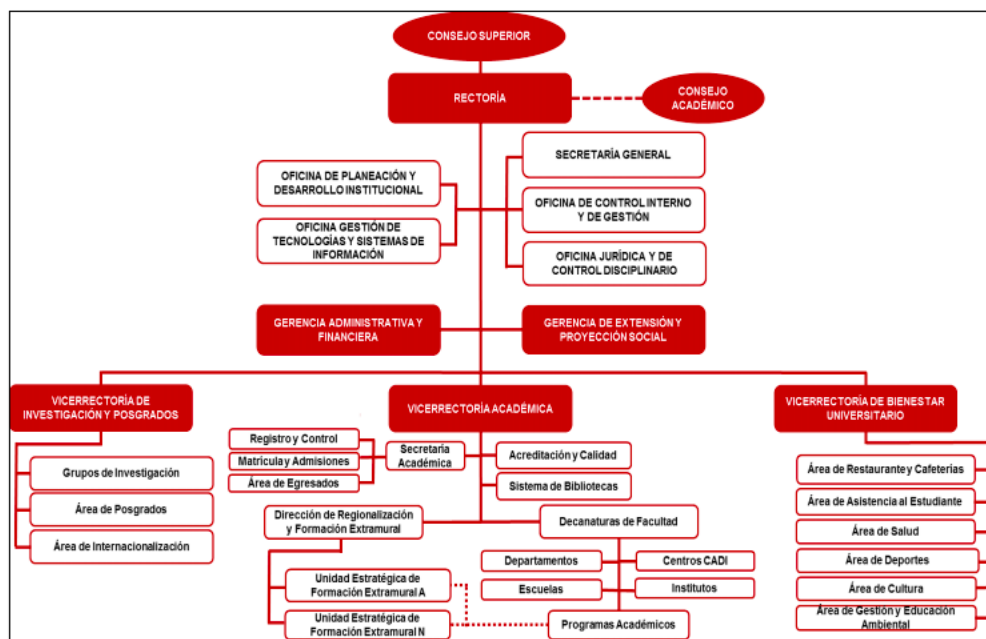 CONSEJO SUPERIOR
RECTORÍA
CONSEJO
ACADÉMICO
SECRETARÍA GENERAL
OFICINA DE PLANEACIÓN Y
DESARROLLO INSTITUCIONAL
OFICINA DE CONTROL INTERNO
Y DE GESTIÓN
OFICINA GESTIÓN DE
TECNOLOGÍAS Y SISTEMAS DE
INFORMACIÓN
OFICINA JURÍDICA Y DE
CONTROL DISCIPLINARIO
GERENCIA ADMINISTRATIVA Y
FINANCIERA
GERENCIA DE EXTENSIÓN Y
PROYECCIÓN SOCIAL
VICERRECTORÍA DE
INVESTIGACIÓN Y POSGRADOS
VICERRECTORÍA ACADÉMICA
VICERRECTORÍA DE BIENESTAR
UNIVERSITARIO
Grupos de Investigación
Área de Posgrados
Área de Internacionalización
Registro y Control
Matrícula y Admisiones
Área de Egresados
Secretaría
Académica
Acreditación y Calidad
Sistema de Bibliotecas
Dirección de Regionalización
y Formación Extramural
Decanaturas de Facultad
Departamentos
Centros CADI
Escuelas
Institutos
Unidad Estratégica de
Formación Extramural A
Unidad Estratégica de
Formación Extramural N
Programas Académicos
Área de Restaurante y Cafeterías
Área de Asistencia al Estudiante
Área de Salud
Área de Deportes
Área de Cultura
Área de Gestión y Educación
Ambiental